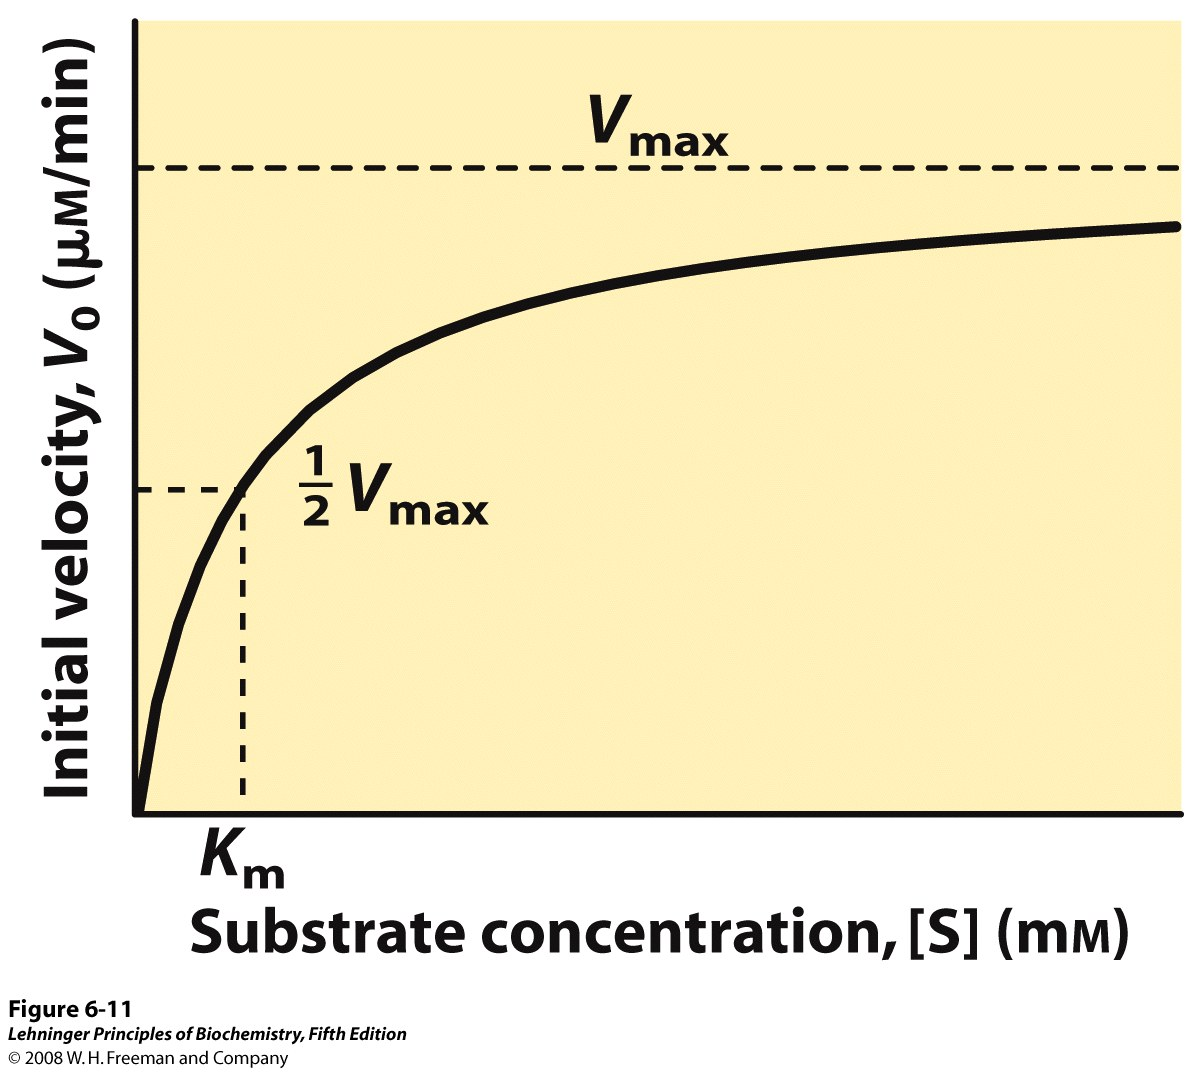 Initial velocity, V0 (μM/min)
Vmax
1/2 Vmax
Km
Substrate concentration, [S] (mM)
Figure 6-11
Lehninger Principles of Biochemistry, Fifth Edition
© 2008 W. H. Freeman and Company